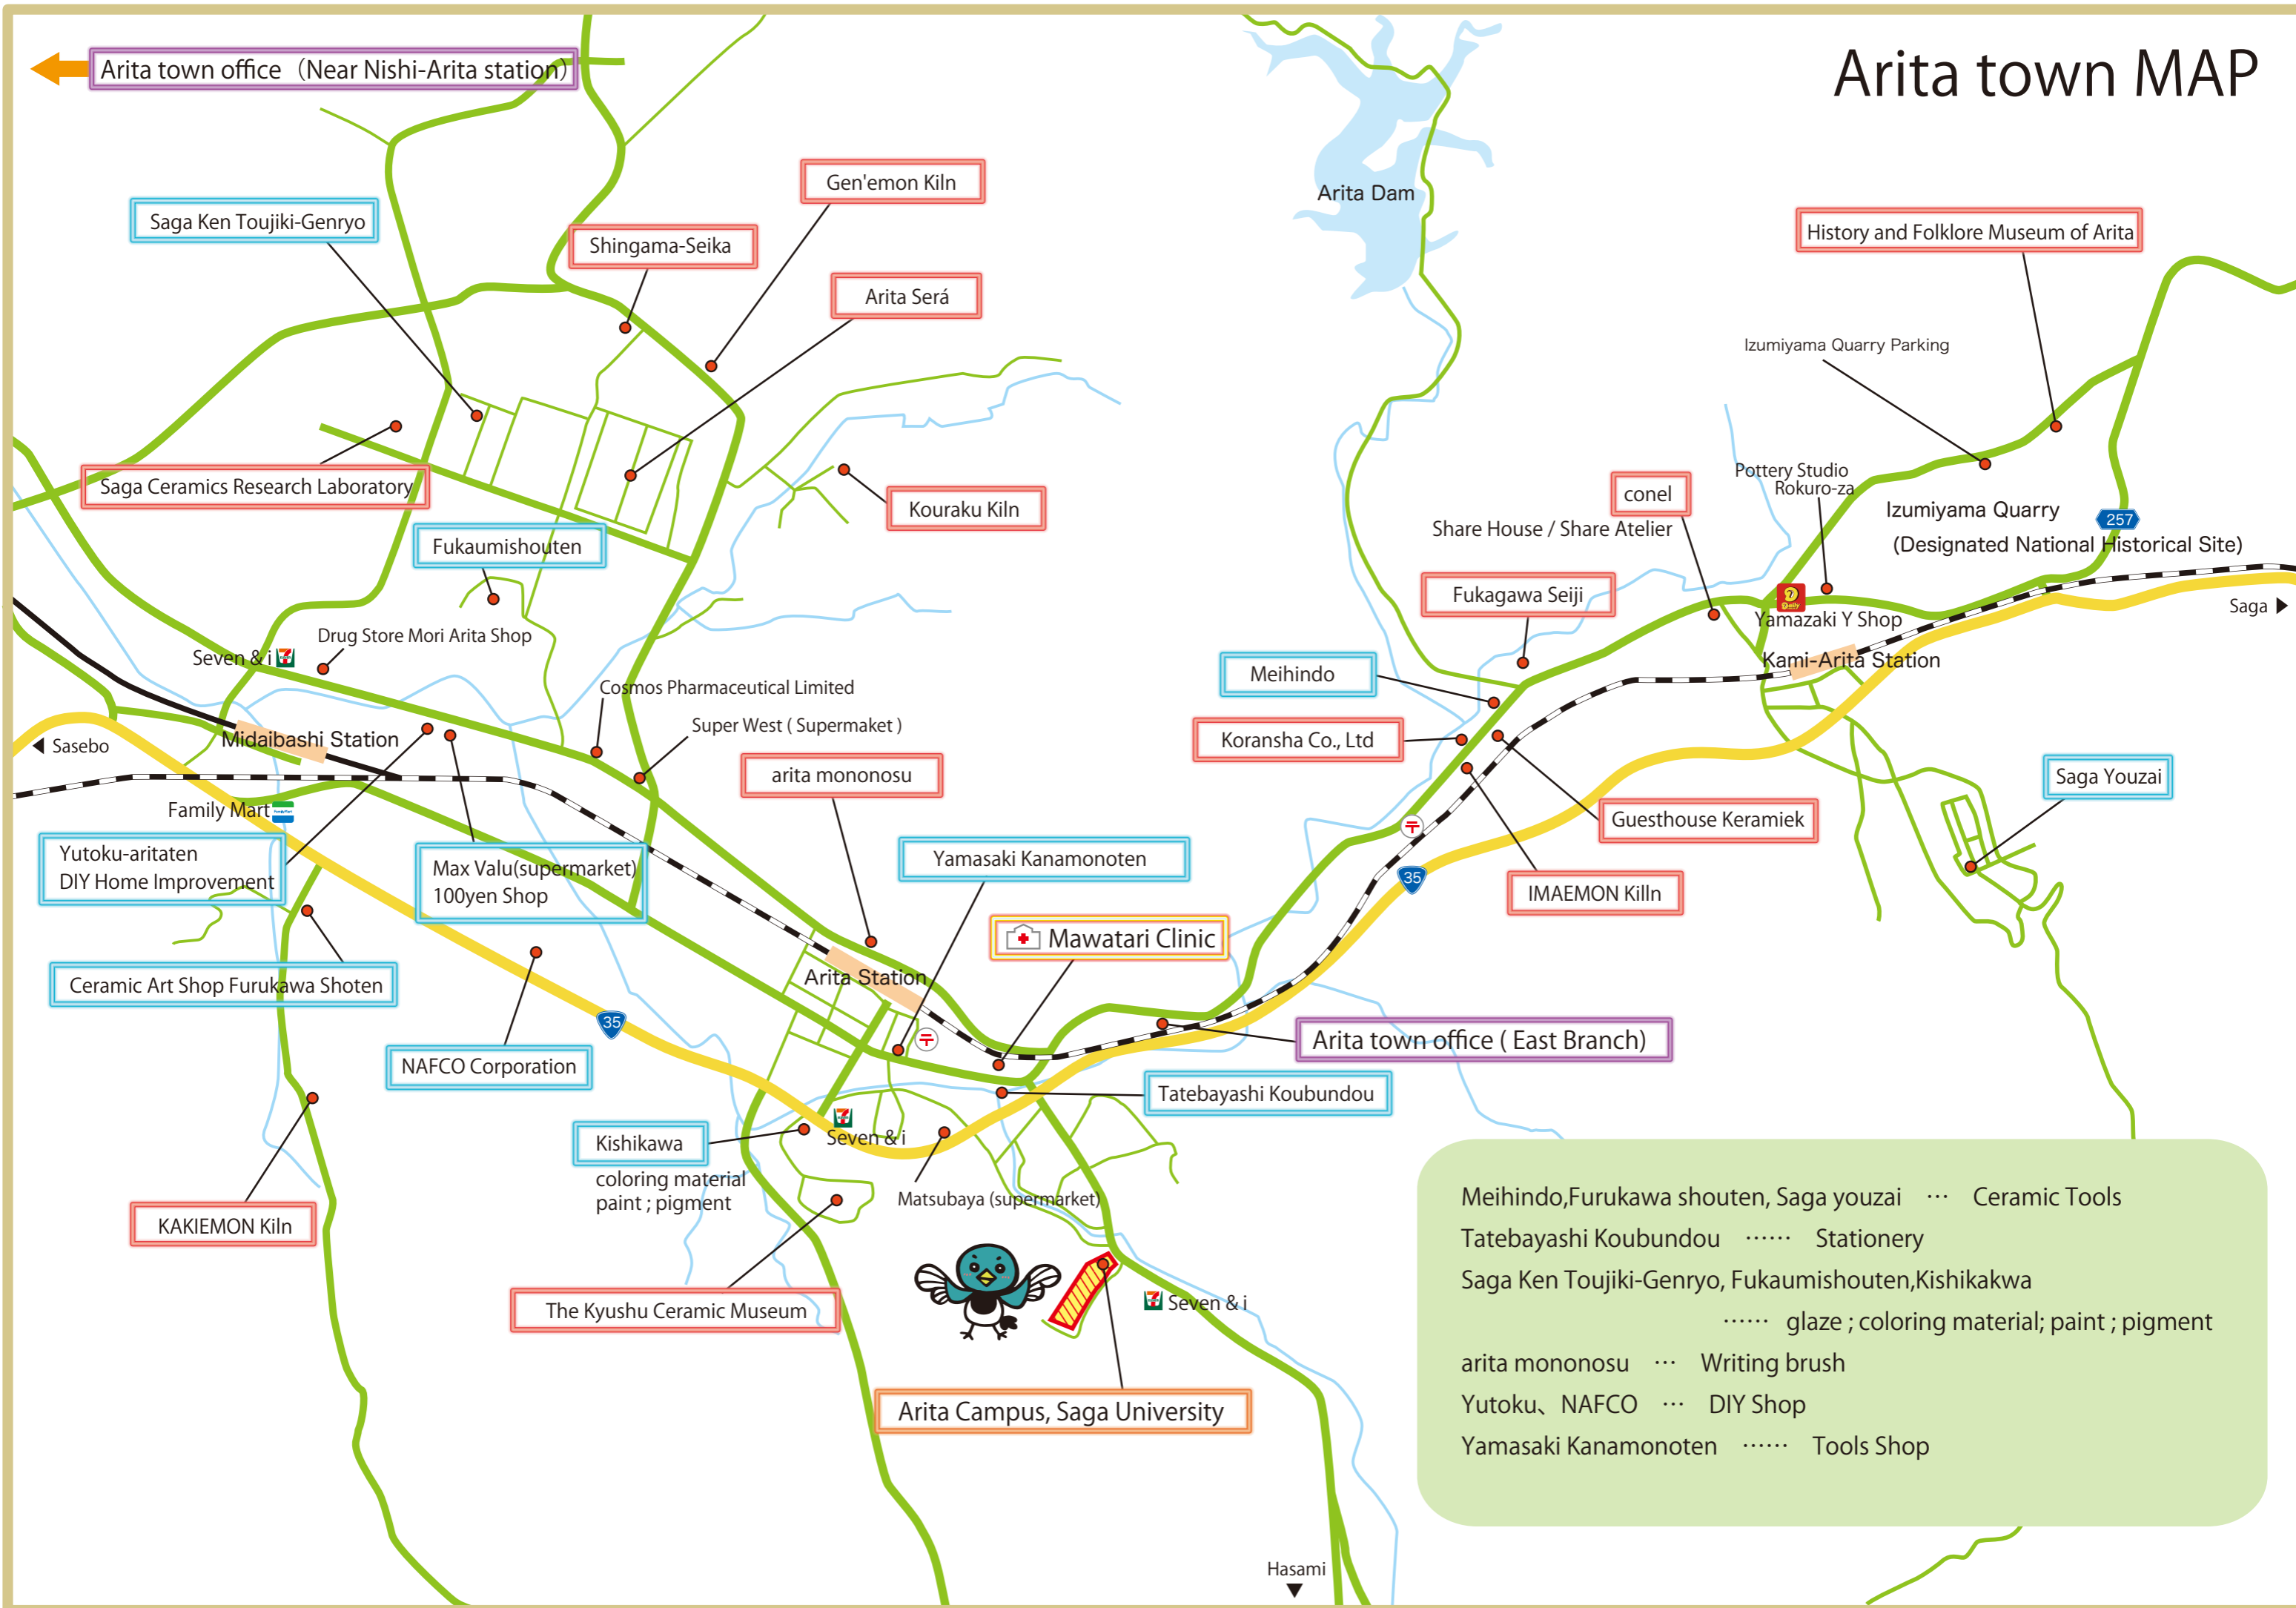 Arita town MAP
Arita town office（Near Nishi-Arita station）
Gen'emon Kiln
Arita Dam
Saga Ken Toujiki-Genryo
Shingama-Seika
History and Folklore Museum of Arita
Arita Será
Izumiyama Quarry Parking
Saga Ceramics Research Laboratory
Kouraku Kiln
conel
Pottery Studio
Rokuro-za
Izumiyama Quarry
(Designated National Historical Site)
257
Share House / Share Atelier
Fukaumishouten
Fukagawa Seiji
Daily
Yamazaki Y Shop
Saga ▶
Drug Store Mori Arita Shop
Seven & i
Kami-Arita Station
Meihindo
Cosmos Pharmaceutical Limited
Super West ( Supermaket )
◀ Sasebo
Midaibashi Station
Koransha Co., Ltd
arita mononosu
Saga Youzai
Family Mart
FamilyMart
Guesthouse Keramiek
〒
Yutoku-aritaten
DIY Home Improvement
Max Valu(supermarket)
100yen Shop
Yamasaki Kanamonoten
35
IMAEMON Killn
Mawatari Clinic
Ceramic Art Shop Furukawa Shoten
Arita Station
35
〒
Arita town office ( East Branch)
NAFCO Corporation
Tatebayashi Koubundou
Kishikawa
coloring material
paint ; pigment
Seven & i
Matsubaya (supermarket)
KAKIEMON Kiln
The Kyushu Ceramic Museum
Seven & i
Arita Campus, Saga University
Hasami
▼
Meihindo,Furukawa shouten, Saga youzai … Ceramic Tools
Tatebayashi Koubundou …… Stationery
Saga Ken Toujiki-Genryo, Fukaumishouten,Kishikakwa
…… glaze ; coloring material; paint ; pigment
arita mononosu … Writing brush
Yutoku、NAFCO … DIY Shop
Yamasaki Kanamonoten …… Tools Shop